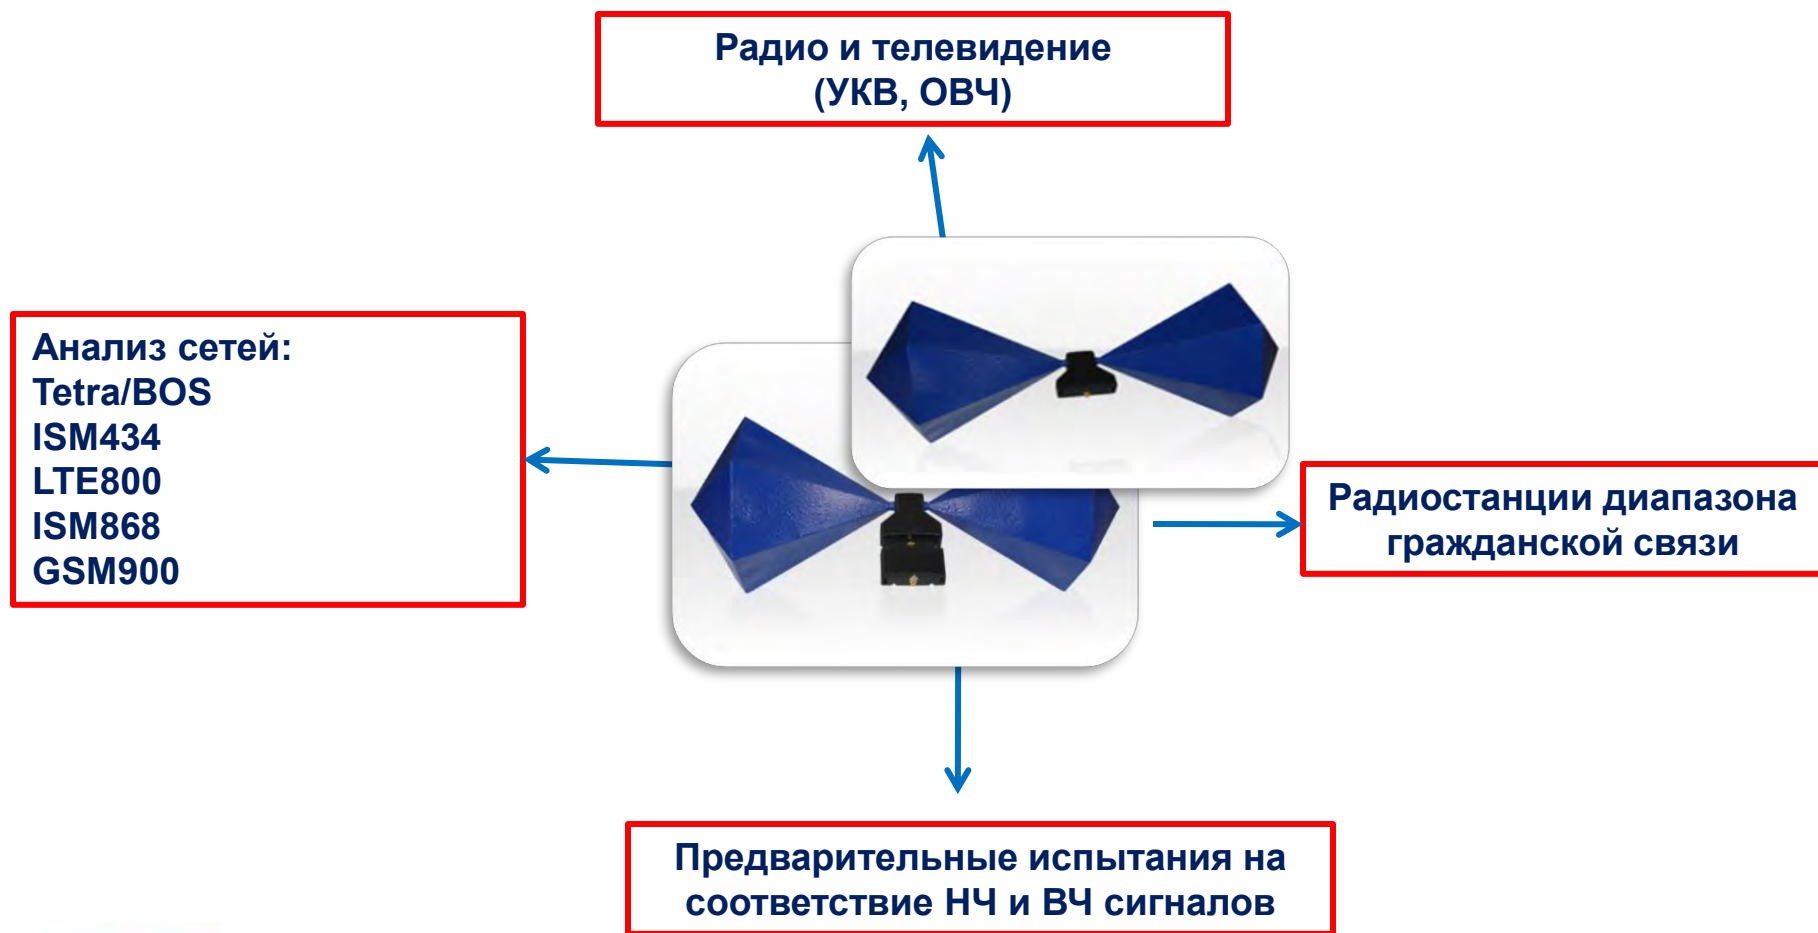 Радио и телевидение
(УКВ, ОВЧ)
Анализ сетей:
Tetra/BOS
ISM434
LTE800
ISM868
GSM900
Радиостанции диапазона
гражданской связи
Предварительные испытания на
соответствие НЧ и ВЧ сигналов